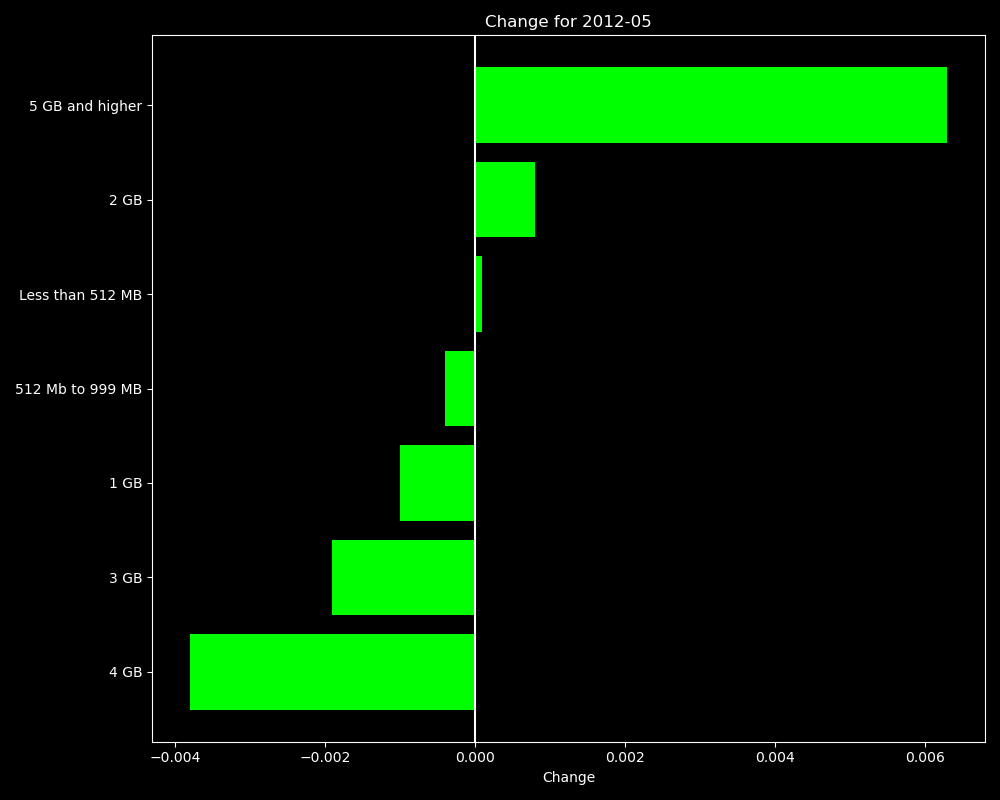 Change for 2012-05
5 GB and higher
2 GB
Less than 512 MB
512 Mb to 999 MB
1 GB
3 GB
4 GB
−0.004 −0.002 0.000 0.002 0.004 0.006
Change